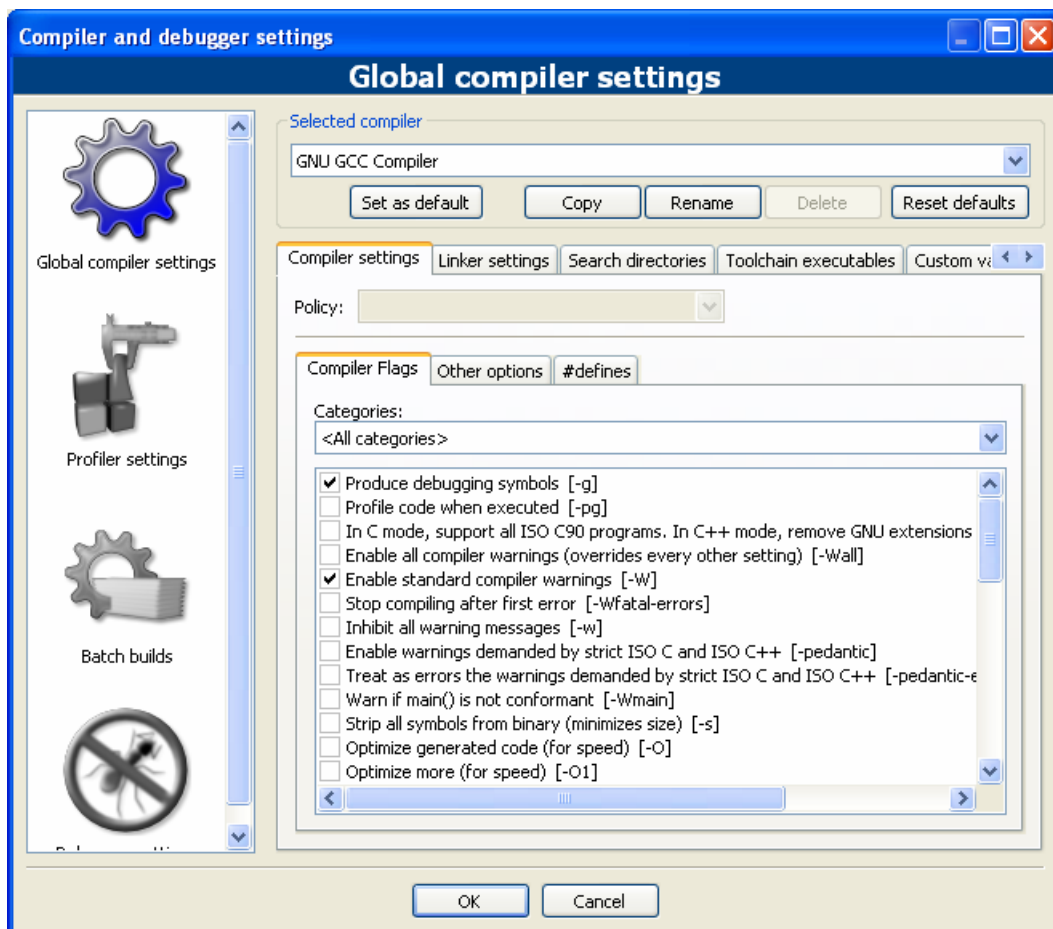 Compiler and debugger settings
Global compiler settings
Global compiler settings
Profiler settings
Batch builds
Selected compiler
GNU GCC Compiler
Set as default Copy Rename Delete Reset defaults
Compiler settings Linker settings Search directories Toolchain executables Custom va
Policy:
Compiler Flags Other options #defines
Categories:
<All categories>
Produce debugging symbols [-g]
Profile code when executed [-pg]
In C mode, support all ISO C90 programs. In C++ mode, remove GNU extensions
Enable all compiler warnings (overrides every other setting) [-Wall]
Enable standard compiler warnings [-W]
Stop compiling after first error [-Wfatal-errors]
Inhibit all warning messages [-w]
Enable warnings demanded by strict ISO C and ISO C++ [-pedantic]
Treat as errors the warnings demanded by strict ISO C and ISO C++ [-pedantic-e
Warn if main() is not conformant [-Wmain]
Strip all symbols from binary (minimizes size) [-s]
Optimize generated code (for speed) [-O]
Optimize more (for speed) [-O1]
OK Cancel